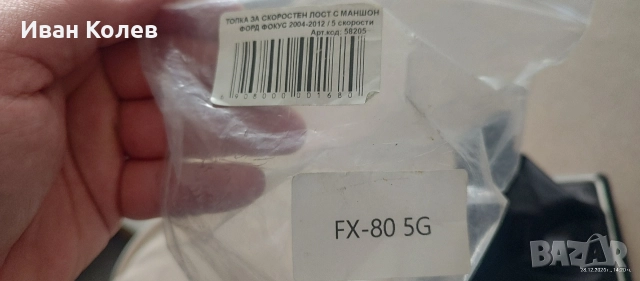 Иван Колев
ТОПКА ЗА СКОРОСТЕН ЛОСТ С МАНШОН
ФОРД ФОКУС 2004-2012 / 5 скорости
Арт.код: 58205
FX-80 5G
bazar